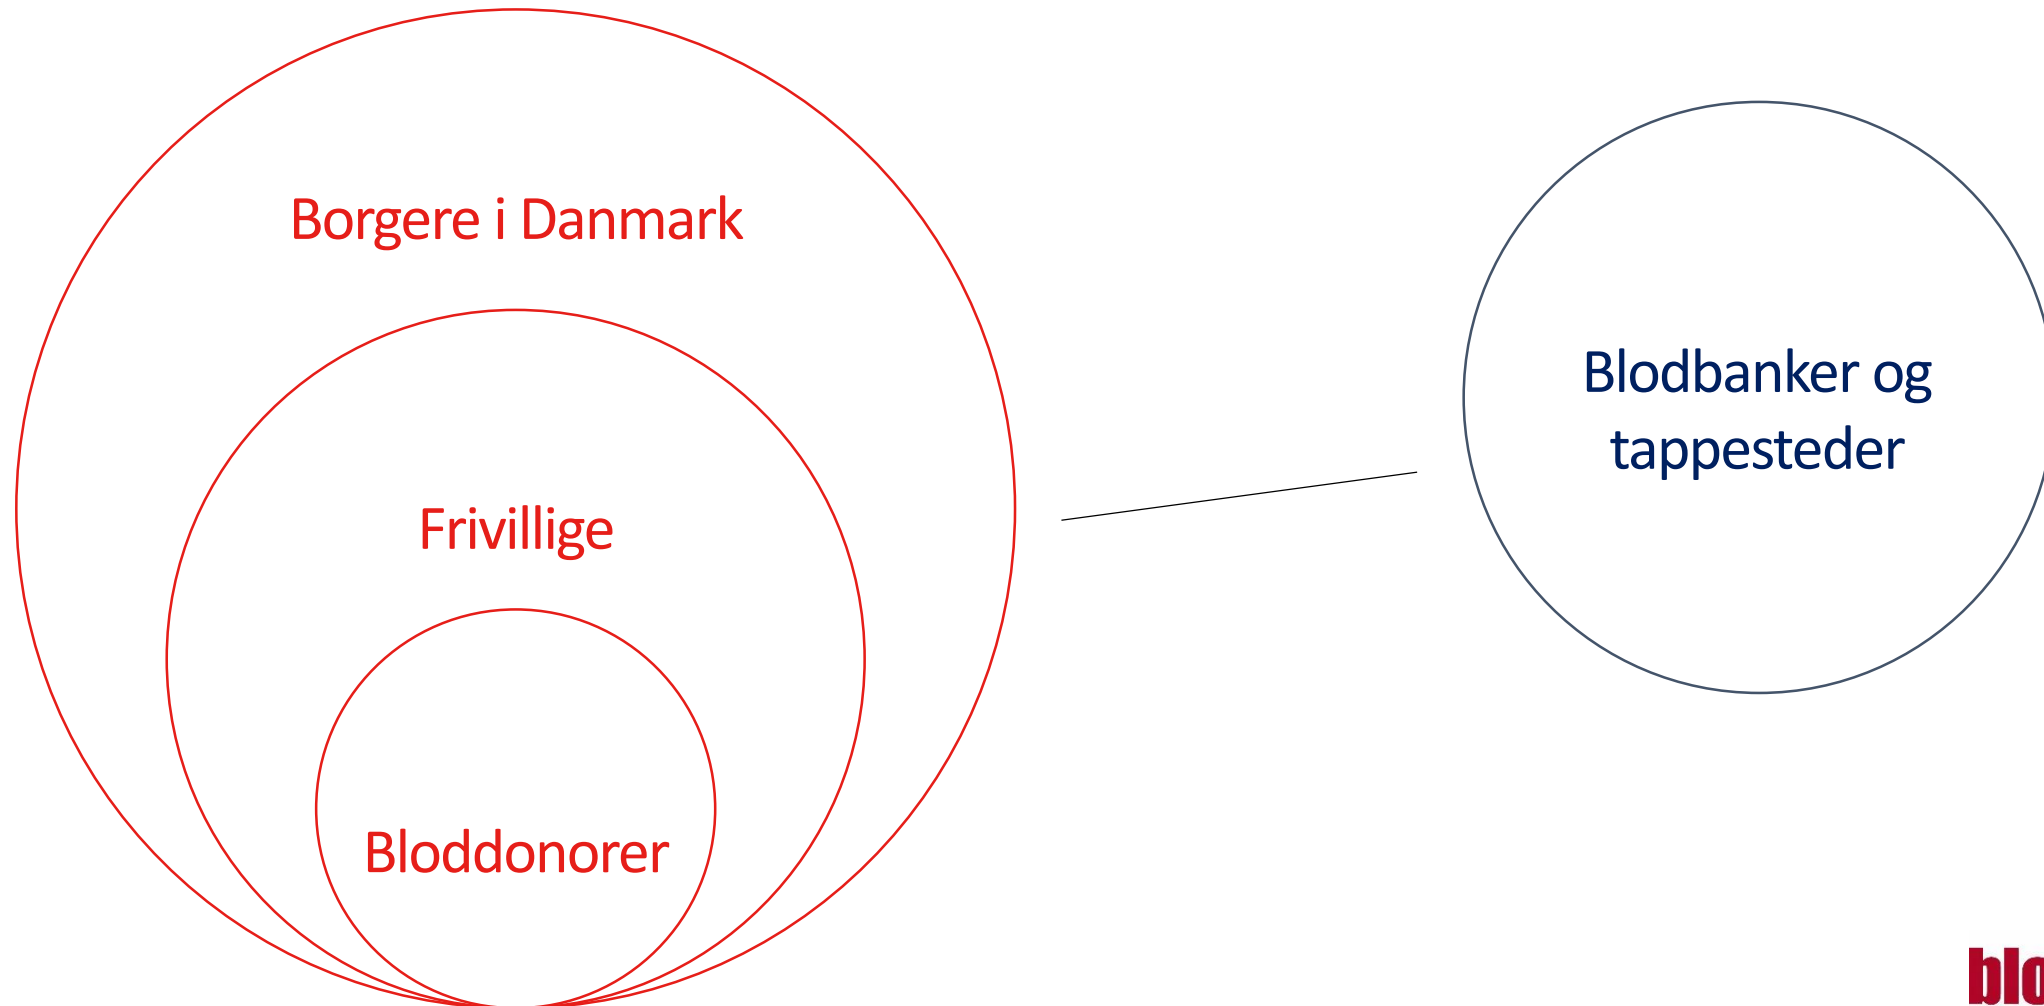 Borgere i Danmark
Frivillige
Bloddonorer
Blodbanker og
tappesteder